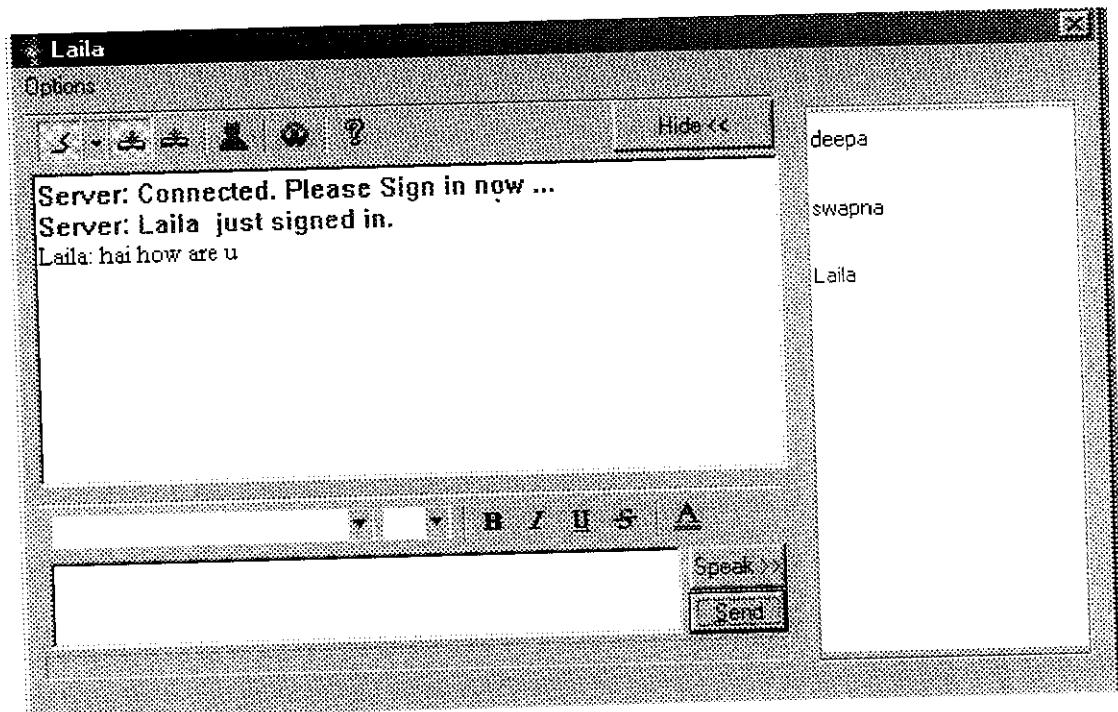 Laila
Options
Hide <<
Server: Connected. Please Sign in now ...
Server: Laila just signed in.
Laila: hai how are u
deepa
swapna
Laila
B I U S A
Speak >>
Send